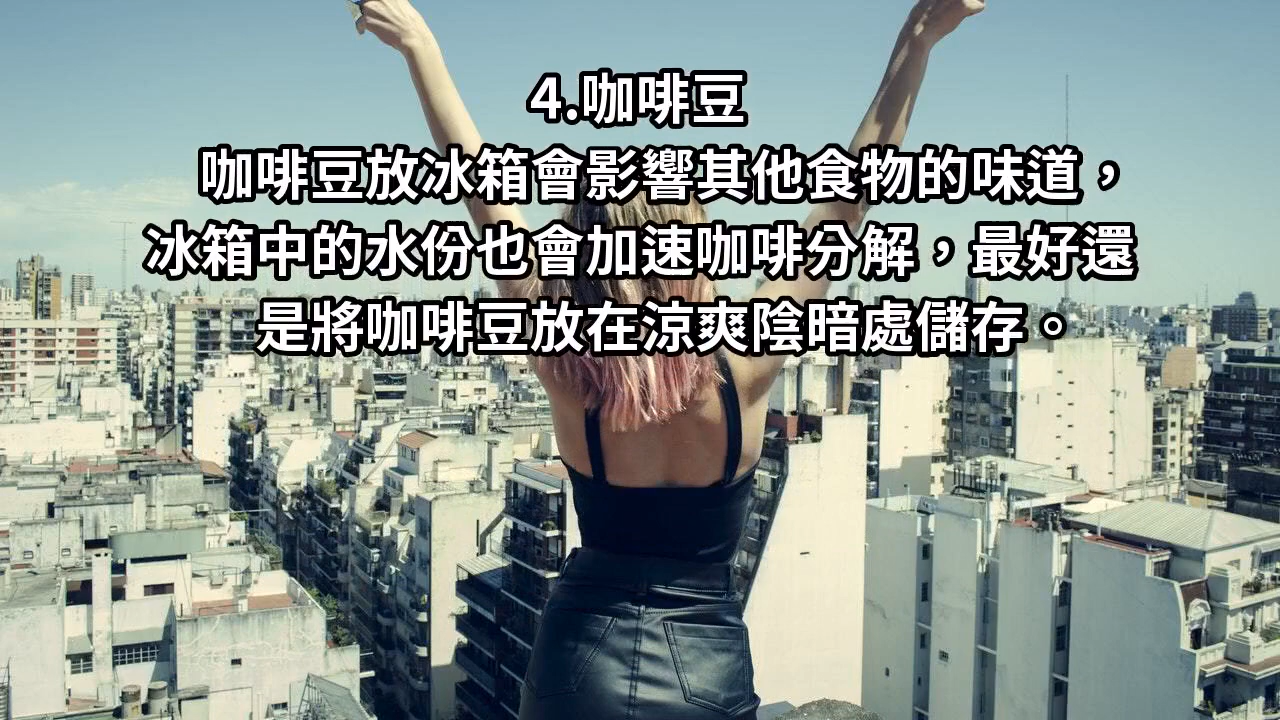 4.咖啡豆
咖啡豆放冰箱會影響其他食物的味道，
冰箱中的水份也會加速咖啡分解，最好還
是將咖啡豆放在涼爽陰暗處儲存。